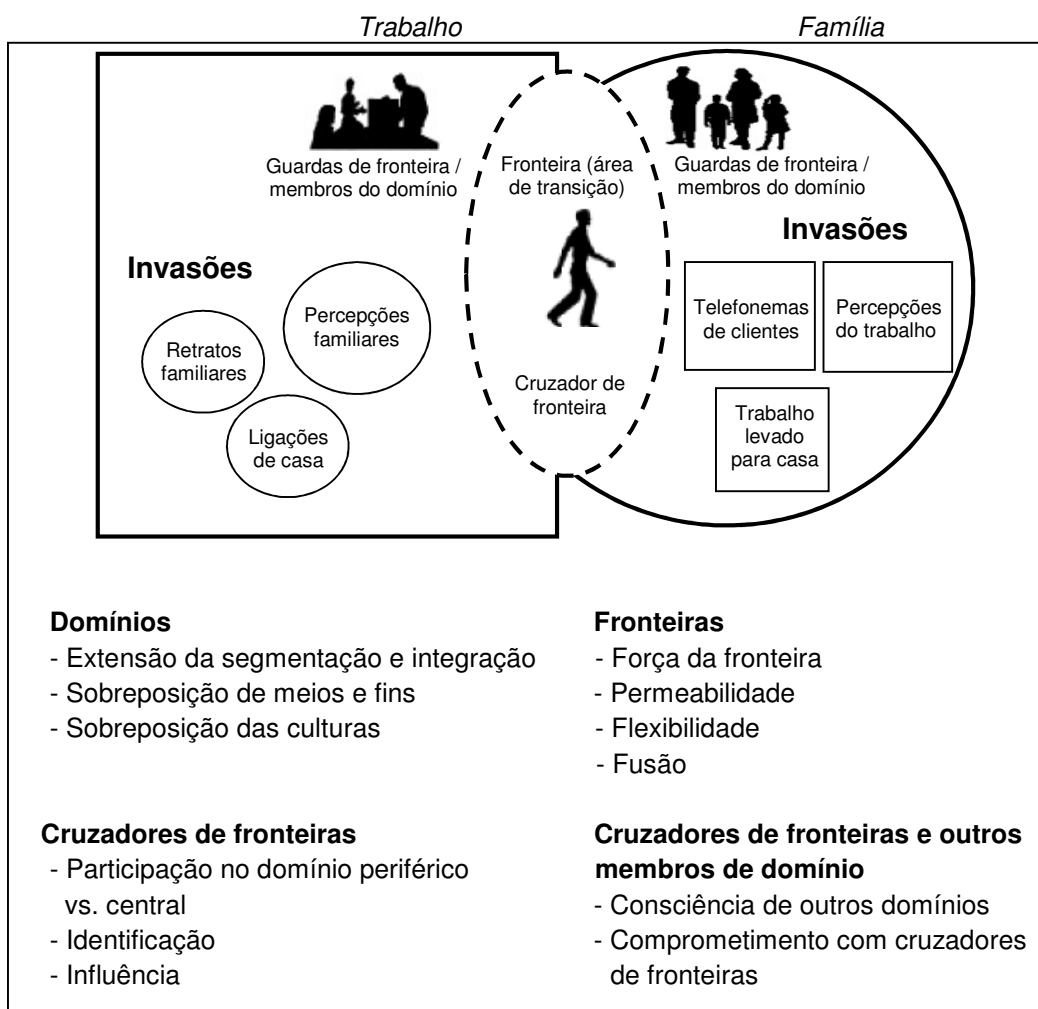 Trabalho
Família
Guardas de fronteira /
membros do domínio
Invasões
Percepções
familiares
Retratos
familiares
Ligações
de casa
Fronteira (área
de transição)
Cruzador de
fronteira
Guardas de fronteira /
membros do domínio
Invasões
Telefonemas
de clientes
Percepções
do trabalho
Trabalho
levado
para casa
Domínios
- Extensão da segmentação e integração
- Sobreposição de meios e fins
- Sobreposição das culturas
Fronteiras
- Força da fronteira
- Permeabilidade
- Flexibilidade
- Fusão
Cruzadores de fronteiras
- Participação no domínio periférico
vs. central
- Identificação
- Influência
Cruzadores de fronteiras e outros
membros de domínio
- Consciência de outros domínios
- Comprometimento com cruzadores
de fronteiras